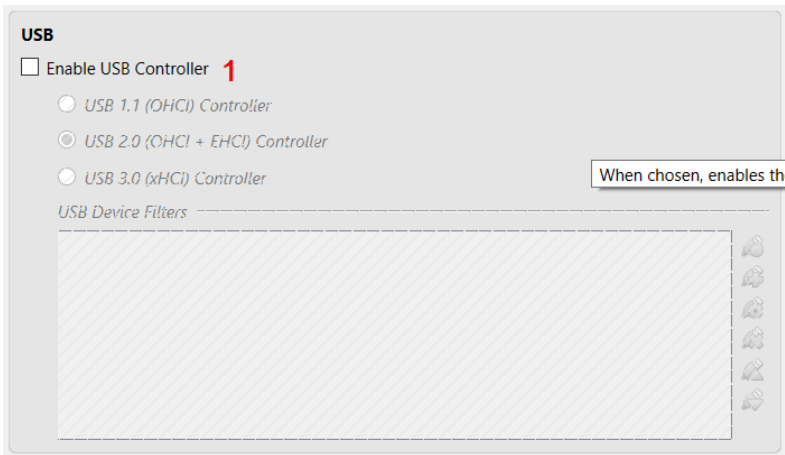 USB
Enable USB Controller 1
USB 1.1 (OHCI) Controller
USB 2.0 (OHCI + EHCI) Controller
USB 3.0 (xHCI) Controller
When chosen, enables th
USB Device Filters